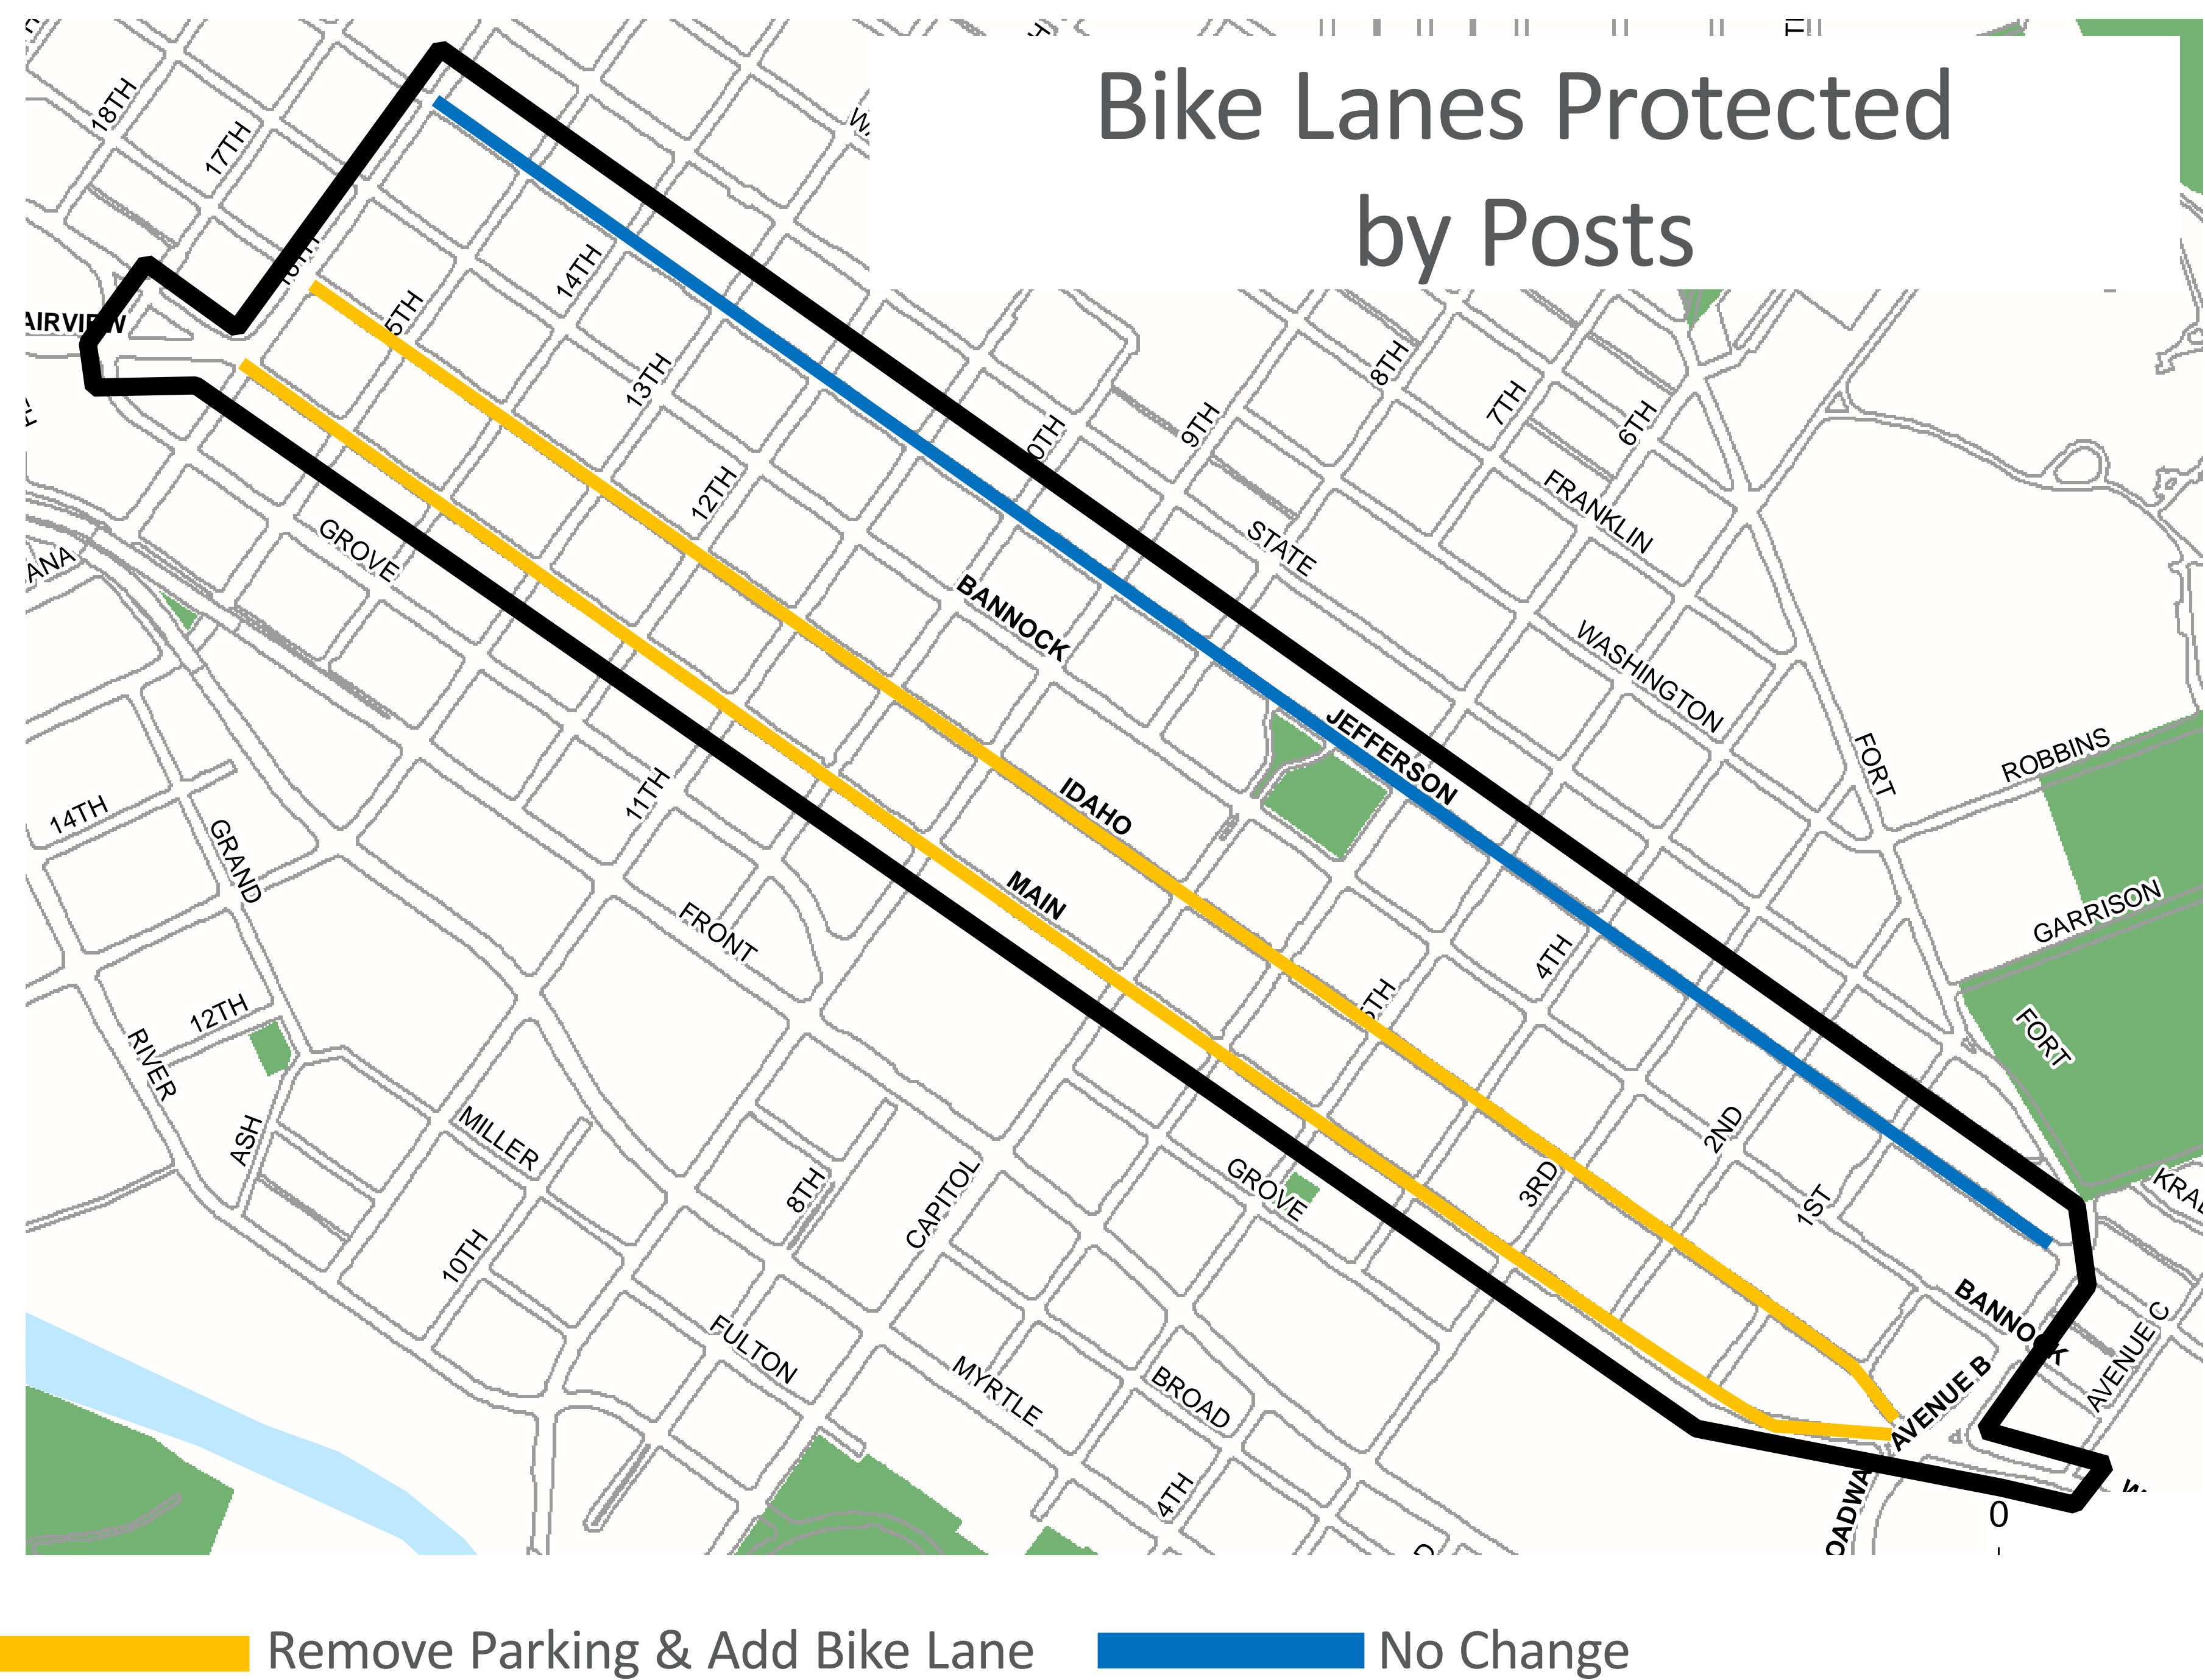 Bike Lanes Protected
by Posts
18TH
17TH
14TH
13TH
12TH
9TH
8TH
7TH
6TH
FRANKLIN
STATE
WASHINGTON
BANNOCK
JEFFERSON
IDAHO
MAIN
GROVE
FRONT
11TH
14TH
GRAND
12TH
RIVER
ASH
MILLER
10TH
8TH
CAPITOL
FULTON
MYRTLE
BROAD
4TH
GROVE
3RD
2ND
1ST
4TH
5TH
FORT
ROBBINS
GARRISON
FORT
BANNOCK
AVENUE C
AVENUE B
0
Remove Parking & Add Bike Lane
No Change